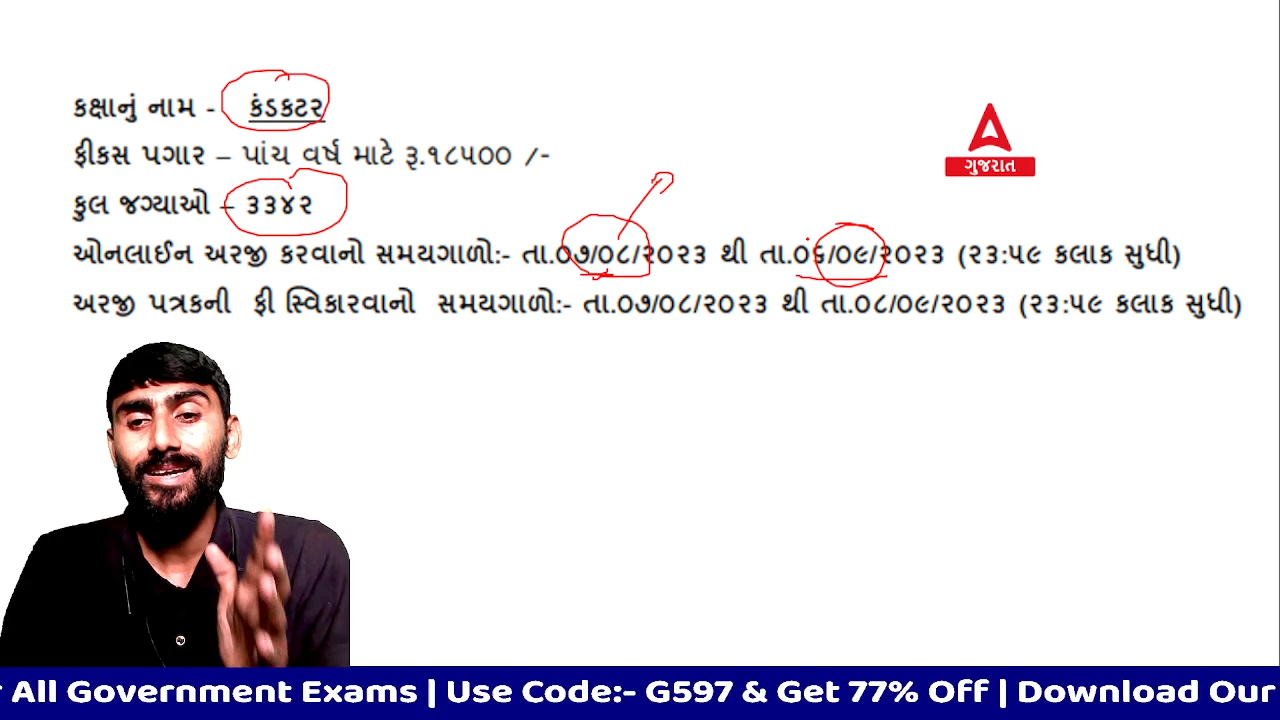 કક્ષાનું નામ - કંડકટર
ફીકસ પગાર – પાંચ વર્ષ માટે રૂ.૧૮૫૦૦ /-
કુલ જગ્યાઓ – ૩૩૪૨
ઓનલાઈન અરજી કરવાનો સમયગાળો:- તા.૦૭/૦૮/૨૦૨૩ થી તા.૦૬/૦૯/૨૦૨૩ (૨૩:૫૯ કલાક સુધી)
અરજી પત્રકની ફી સ્વિકારવાનો સમયગાળો:- તા.૦૭/૦૮/૨૦૨૩ થી તા.૦૮/૦૯/૨૦૨૩ (૨૩:૫૯ કલાક સુધી)
ગુજરાત
All Government Exams | Use Code:- G597 & Get 77% Off | Download Our